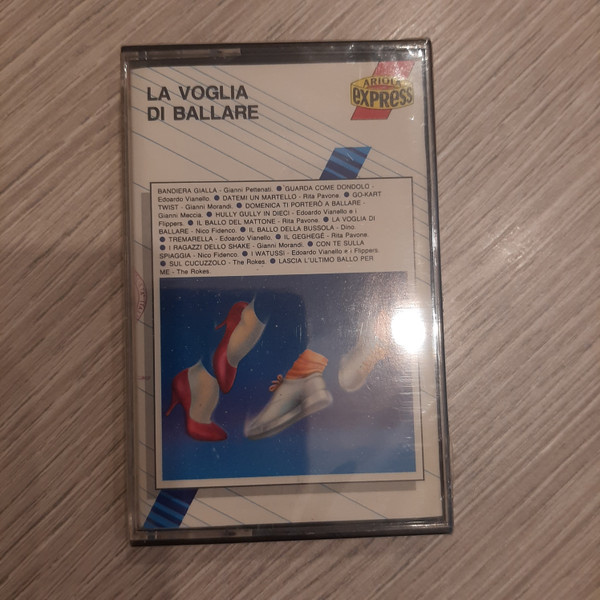 LA VOGLIA
DI BALLARE
ARIOLA
express
BANDIERA GIALLA - Gianni Pettenati. ● GUARDA COME DONDOLO -
Edoardo Vianello. ● DATEMI UN MARTELLO - Rita Pavone. ● GO-KART
TWIST - Gianni Morandi. ● DOMENICA TI PORTERÒ A BALLARE -
Gianni Meccia. ● HULLY GULLY IN DIECI - Edoardo Vianello e i
Flippers. ● IL BALLO DEL MATTONE - Rita Pavone. ● LA VOGLIA DI
BALLARE - Nico Fidenco. ● IL BALLO DELLA BUSSOLA - Dino
● TREMARELLA - Edoardo Vianello. ● IL GEGHEGÈ - Rita Pavone.
● I RAGAZZI DELLO SHAKE - Gianni Morandi. ● CON TE SULLA
SPIAGGIA - Nico Fidenco. ● I WATUSSI - Edoardo Vianello e i Flippers.
● SUL CUCUZZOLO - The Rokes. ● LASCIA L'ULTIMO BALLO PER
ME - The Rokes.